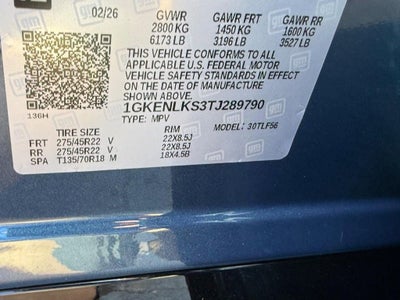 02/26 GVWR GAWR FRT GAWR RR
2800 KG 1450 KG 1600 KG
6173 LB 3196 LB 3527 LB
THIS VEHICLE CONFORMS TO ALL
APPLICABLE U.S. FEDERAL MOTOR
VEHICLE SAFETY STANDARDS IN EFFECT
ON THE DATE OF MANUFACTURE SHOWN ABOVE.
1GKENLKS3TJ289790
136H TYPE: MPV MODEL: 30TLF56
TIRE SIZE SPEED RTG RIM
FRT 275/45R22 V 22X8.5J
RR 275/45R22 V 22X8.5J
SPA T135/70R18 M 18X4.5B
gm